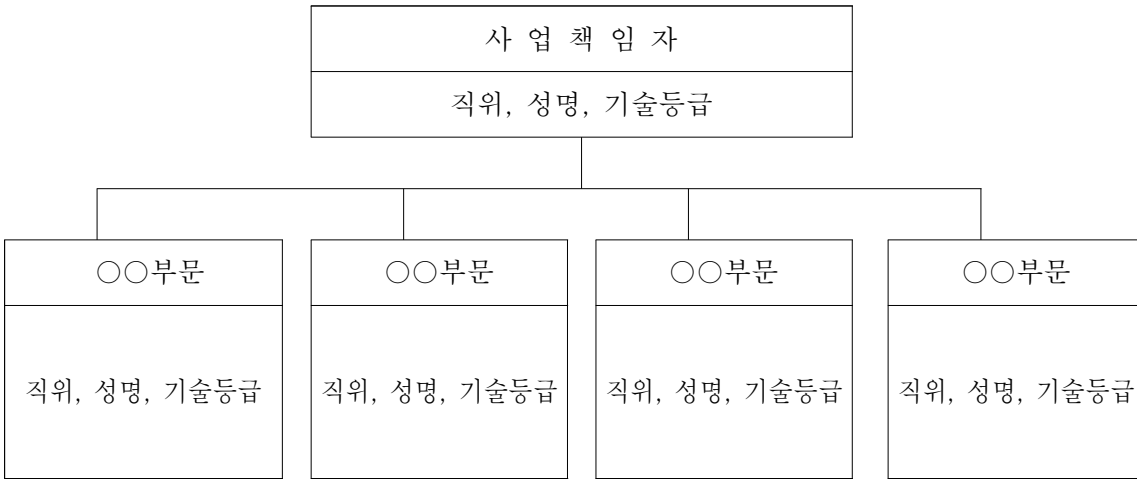 사 업 책 임 자
직위, 성명, 기술등급
○○부문
○○부문
○○부문
○○부문
직위, 성명, 기술등급
직위, 성명, 기술등급
직위, 성명, 기술등급
직위, 성명, 기술등급